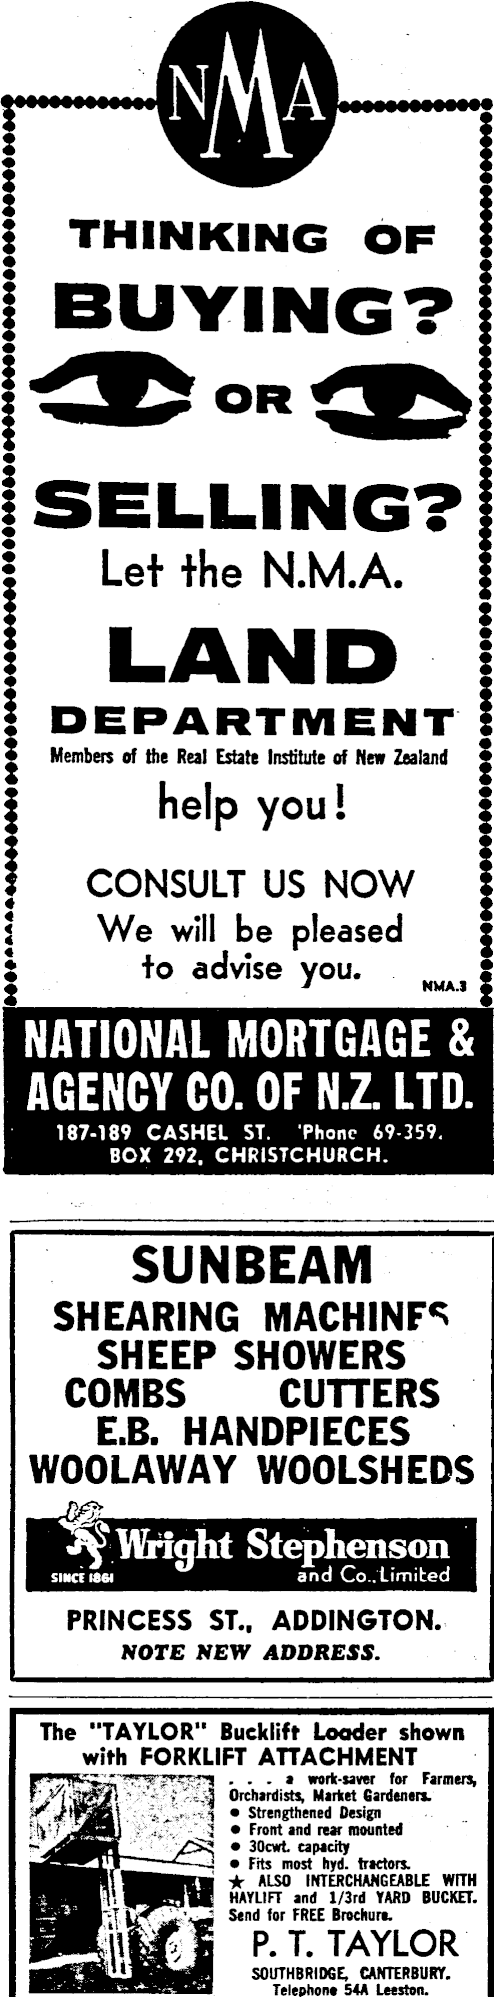 NMA
THINKING OF
BUYING?
OR
SELLING?
Let the N.M.A.
LAND
DEPARTMENT
Members of the Real Estate Institute of New Zealand
help you!
CONSULT US NOW
We will be pleased
to advise you.
NMA.3
NATIONAL MORTGAGE &
AGENCY CO. OF N.Z. LTD.
187-189 CASHEL ST. 'Phone 69-359.
BOX 292, CHRISTCHURCH.
SUNBEAM
SHEARING MACHINES
SHEEP SHOWERS
COMBS CUTTERS
E.B. HANDPIECES
WOOLAWAY WOOLSHEDS
Wright Stephenson
SINCE 1861 and Co., Limited
PRINCESS ST., ADDINGTON.
NOTE NEW ADDRESS.
The "TAYLOR" Bucklift Loader shown
with FORKLIFT ATTACHMENT
. . . . a work-saver for Farmers,
Orchardists, Market Gardeners.
● Strengthened Design
● Front and rear mounted
● 30cwt. capacity
● Fits most hyd. tractors.
★ ALSO INTERCHANGEABLE WITH
HAYLIFT and 1/3rd YARD BUCKET.
Send for FREE Brochure.
P. T. TAYLOR
SOUTHBRIDGE, CANTERBURY.
Telephone 54A Leeston.